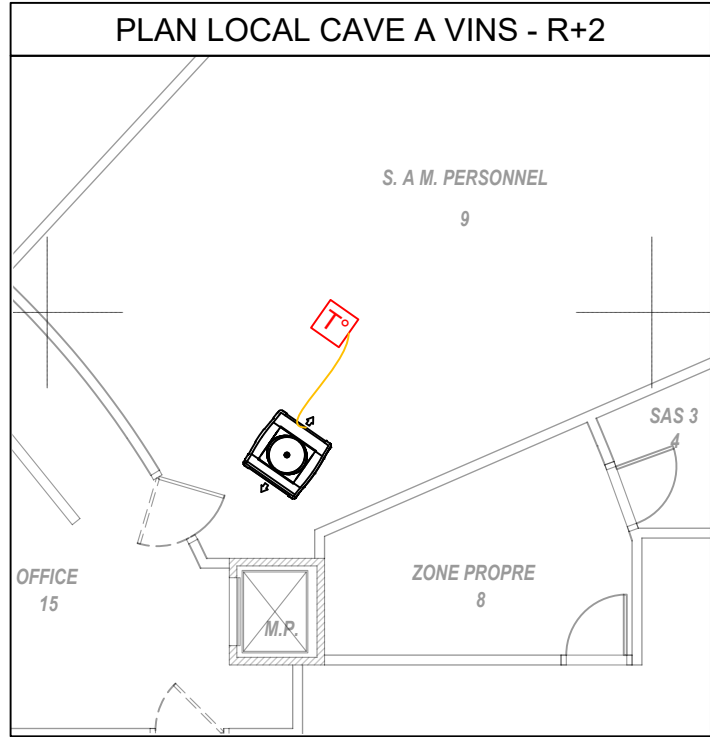 PLAN LOCAL CAVE A VINS - R+2
S. A M. PERSONNEL
9
T°
SAS 3
4
OFFICE
15
ZONE PROPRE
8
M.P.